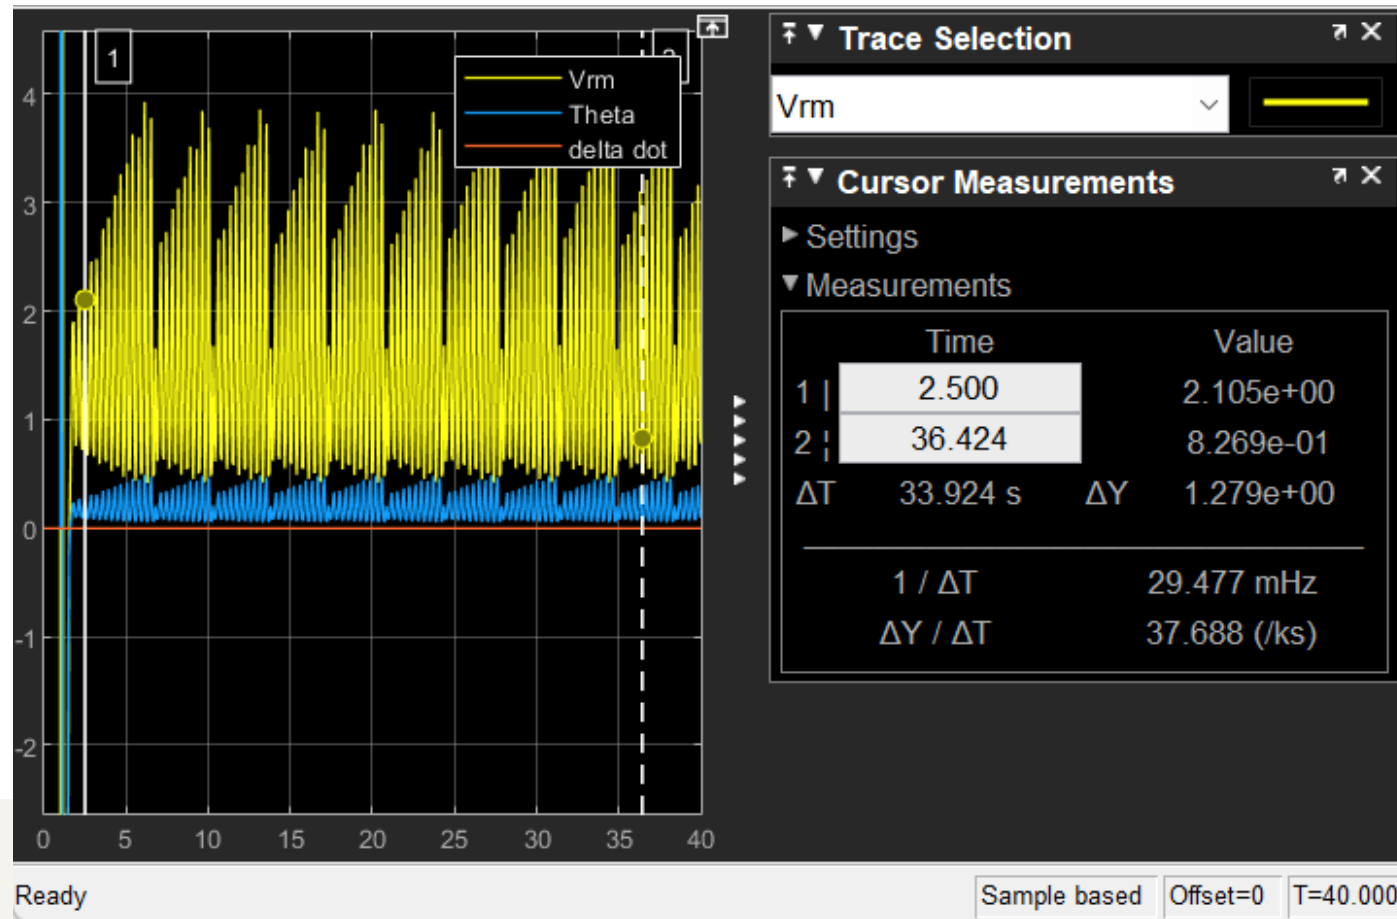 1
Vrm
Theta
delta dot
4
3
2
1
0
-1
-2
0 5 10 15 20 25 30 35 40
Trace Selection
Vrm
Cursor Measurements
Settings
Measurements
Time Value
1 | 2.500 2.105e+00
2 ¦ 36.424 8.269e-01
ΔT 33.924 s ΔY 1.279e+00
1 / ΔT 29.477 mHz
ΔY / ΔT 37.688 (/ks)
Ready Sample based Offset=0 T=40.000